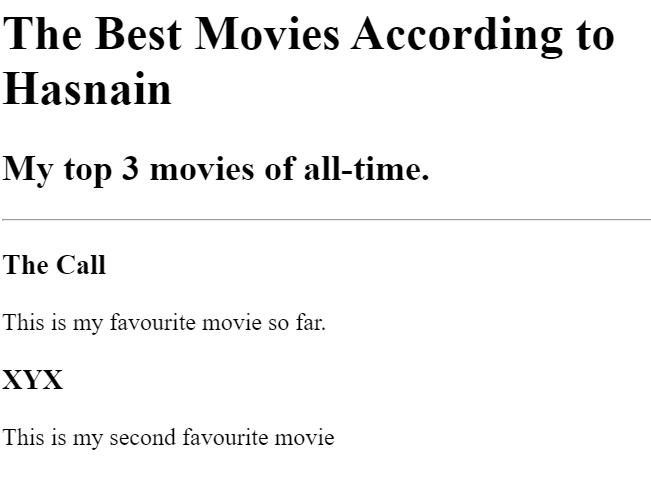 The Best Movies According to
Hasnain
My top 3 movies of all-time.
The Call
This is my favourite movie so far.
XYX
This is my second favourite movie